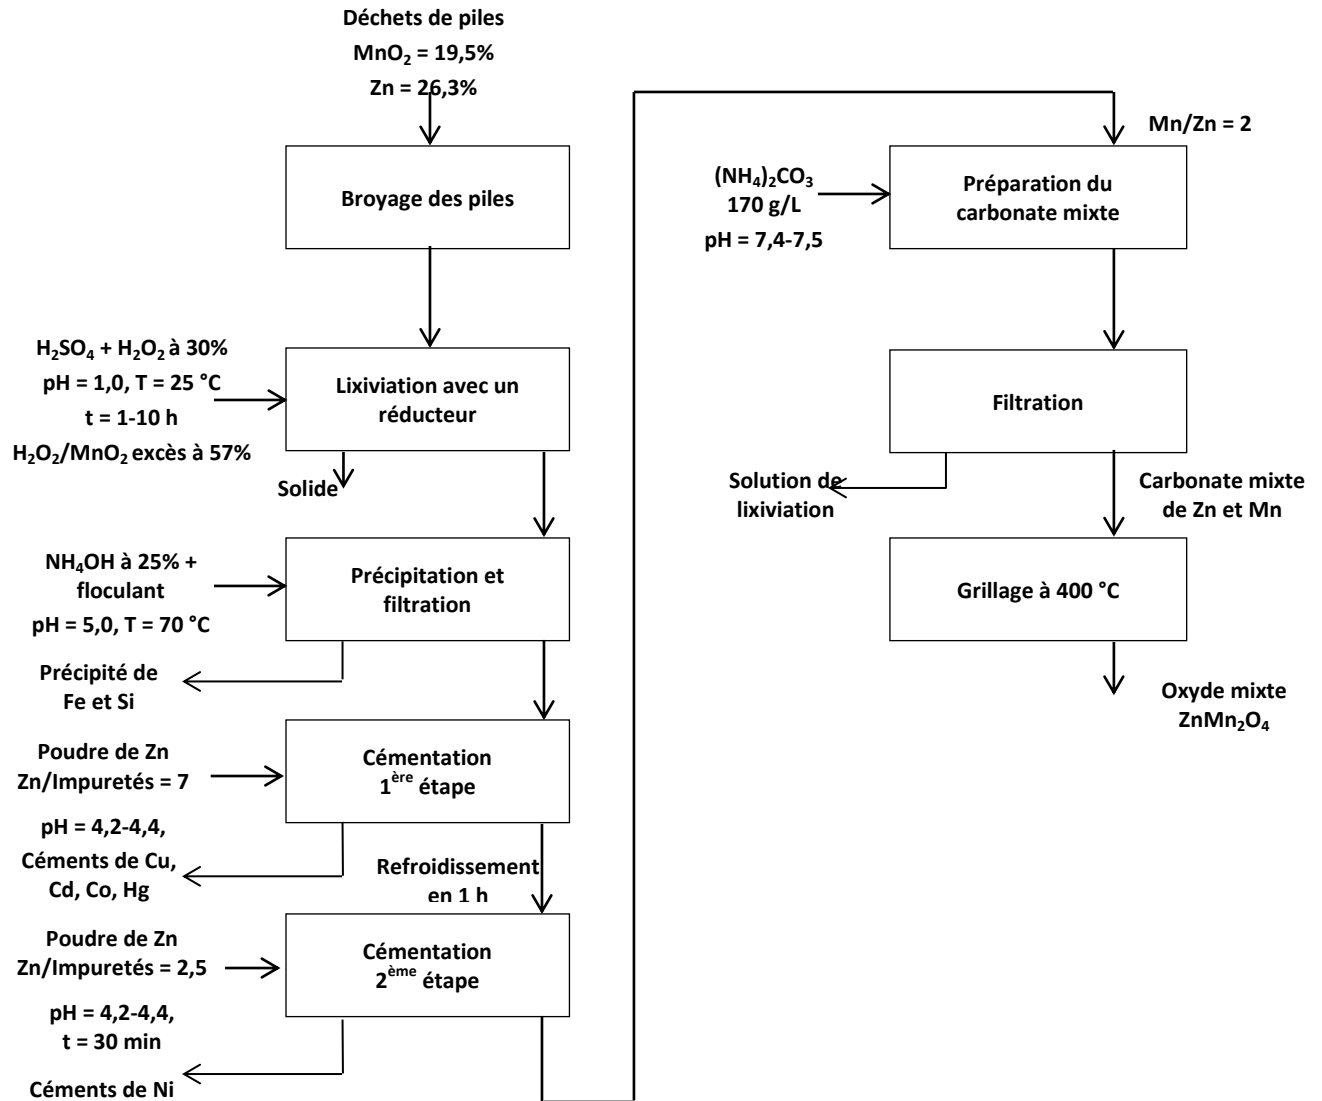 Déchets de piles
MnO₂ = 19,5%
Zn = 26,3%
Broyage des piles
H₂SO₄ + H₂O₂ à 30%
pH = 1,0, T = 25 °C
t = 1-10 h
H₂O₂/MnO₂ excès à 57%
Lixiviation avec un
réducteur
Solide
NH₄OH à 25% +
floculant
pH = 5,0, T = 70 °C
Précipitation et
filtration
Précipité de
Fe et Si
Poudre de Zn
Zn/Impuretés = 7
pH = 4,2-4,4,
Cémentation
1ère étape
Céments de Cu,
Cd, Co, Hg
Refroidissement
en 1 h
Poudre de Zn
Zn/Impuretés = 2,5
pH = 4,2-4,4,
t = 30 min
Cémentation
2ème étape
Céments de Ni
Mn/Zn = 2
(NH₄)₂CO₃
170 g/L
pH = 7,4-7,5
Préparation du
carbonate mixte
Filtration
Solution de
lixiviation
Carbonate mixte
de Zn et Mn
Grillage à 400 °C
Oxyde mixte
ZnMn₂O₄